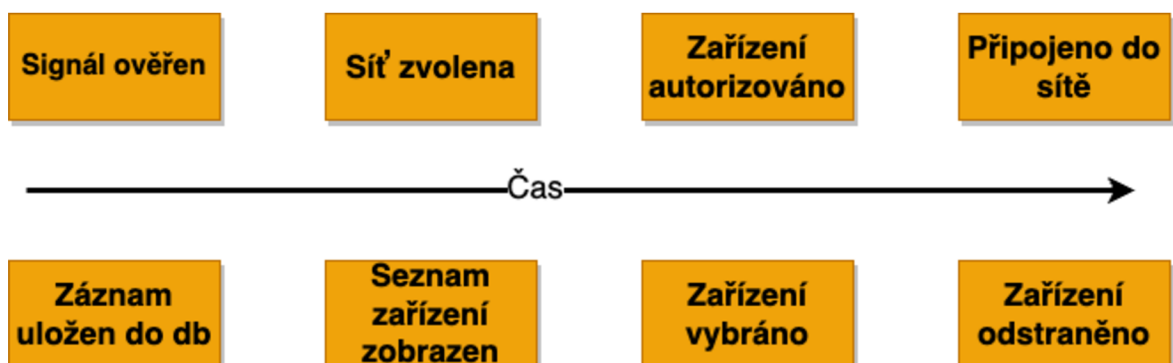 Signál ověřen
Síť zvolena
Zařízení
autorizováno
Připojeno do
sítě
Čas
Záznam
uložen do db
Seznam
zařízení
zobrazen
Zařízení
vybráno
Zařízení
odstraněno